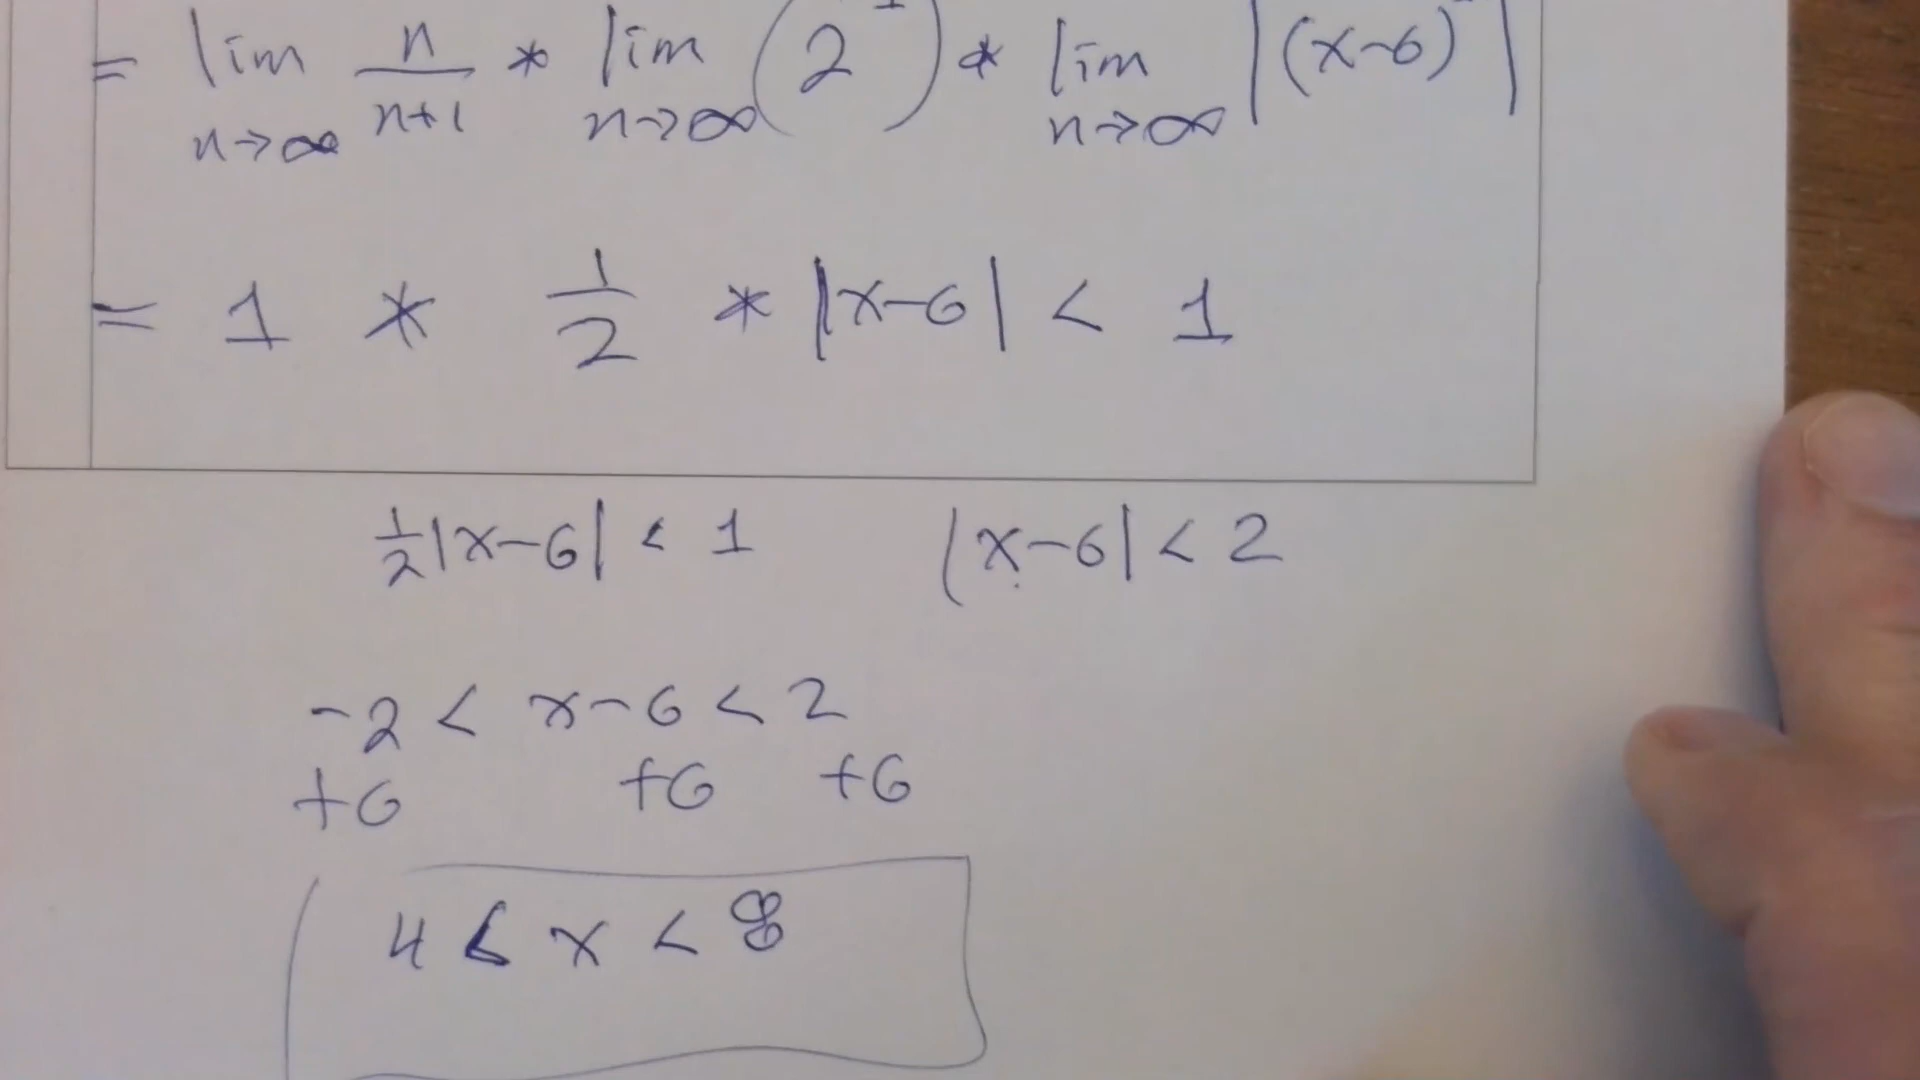 = lim n→∞ n/(n+1) * lim n→∞ (2 ) * lim n→∞ |(x-6) |
= 1 * 1/2 * |x-6| < 1
1/2|x-6| < 1 |x-6| < 2
-2 < x-6 < 2
+6 +6 +6
4 < x < 8